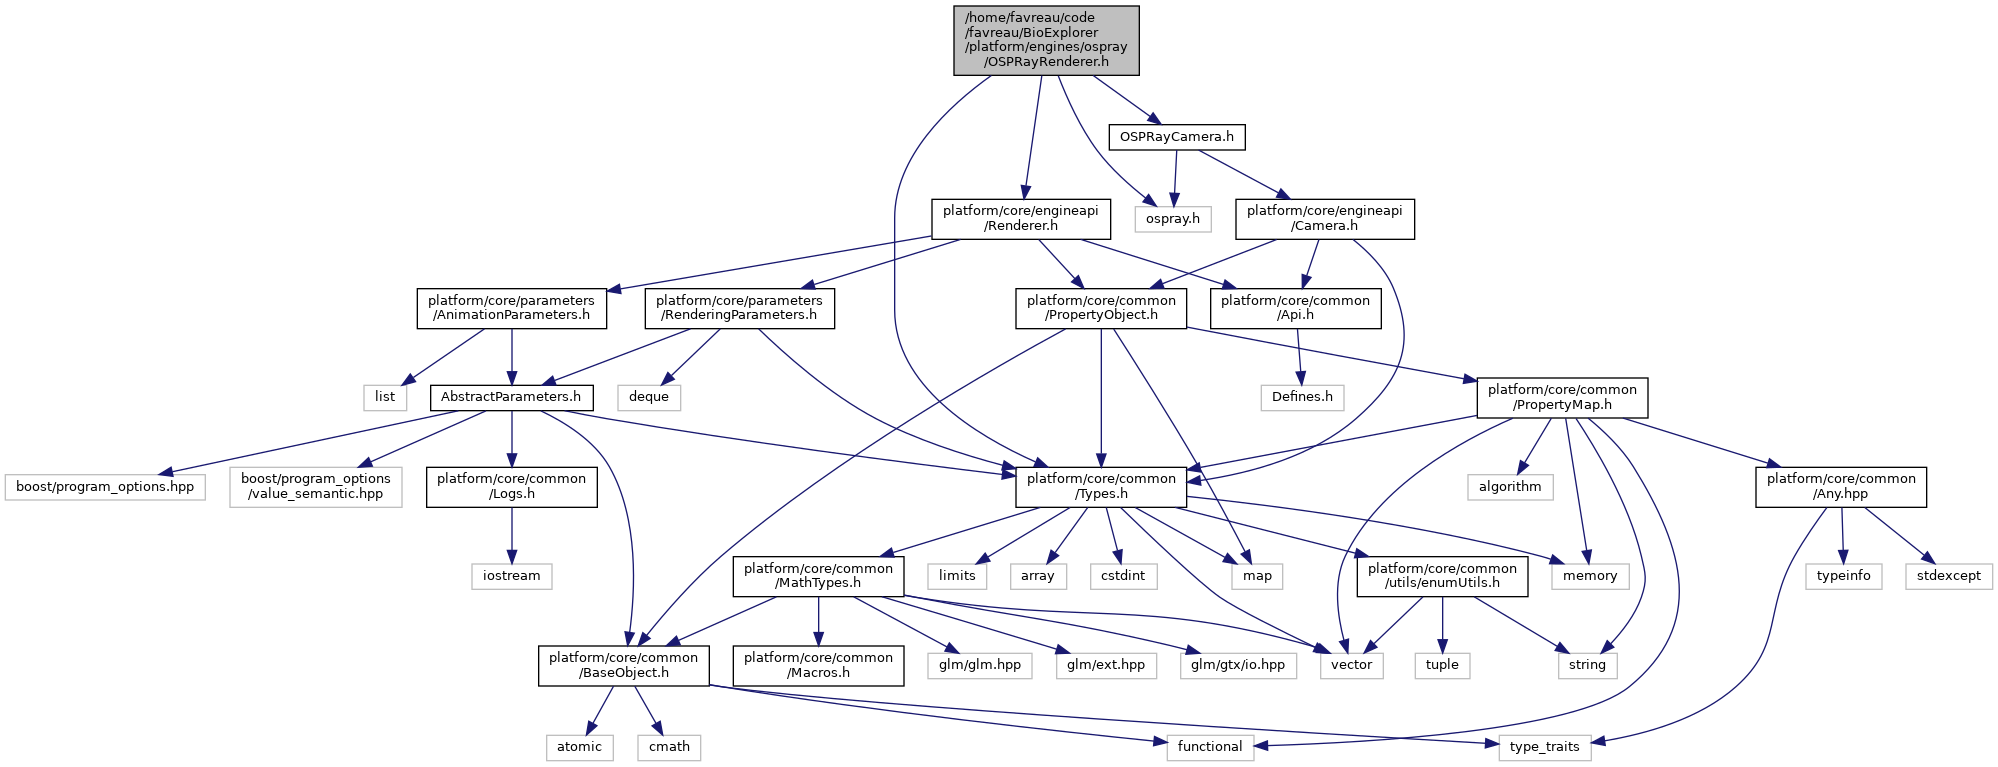 /home/favreau/code
/favreau/BioExplorer
/platform/engines/ospray
/OSPRayRenderer.h
OSPRayCamera.h
platform/core/engineapi
/Renderer.h
ospray.h
platform/core/engineapi
/Camera.h
platform/core/parameters
/AnimationParameters.h
platform/core/parameters
/RenderingParameters.h
platform/core/common
/PropertyObject.h
platform/core/common
/Api.h
list
AbstractParameters.h
deque
Defines.h
platform/core/common
/PropertyMap.h
boost/program_options.hpp
boost/program_options
/value_semantic.hpp
platform/core/common
/Logs.h
platform/core/common
/Types.h
algorithm
platform/core/common
/Any.hpp
iostream
platform/core/common
/MathTypes.h
limits
array
cstdint
map
platform/core/common
/utils/enumUtils.h
memory
typeinfo
stdexcept
platform/core/common
/BaseObject.h
platform/core/common
/Macros.h
glm/glm.hpp
glm/ext.hpp
glm/gtx/io.hpp
vector
tuple
string
atomic
cmath
functional
type_traits